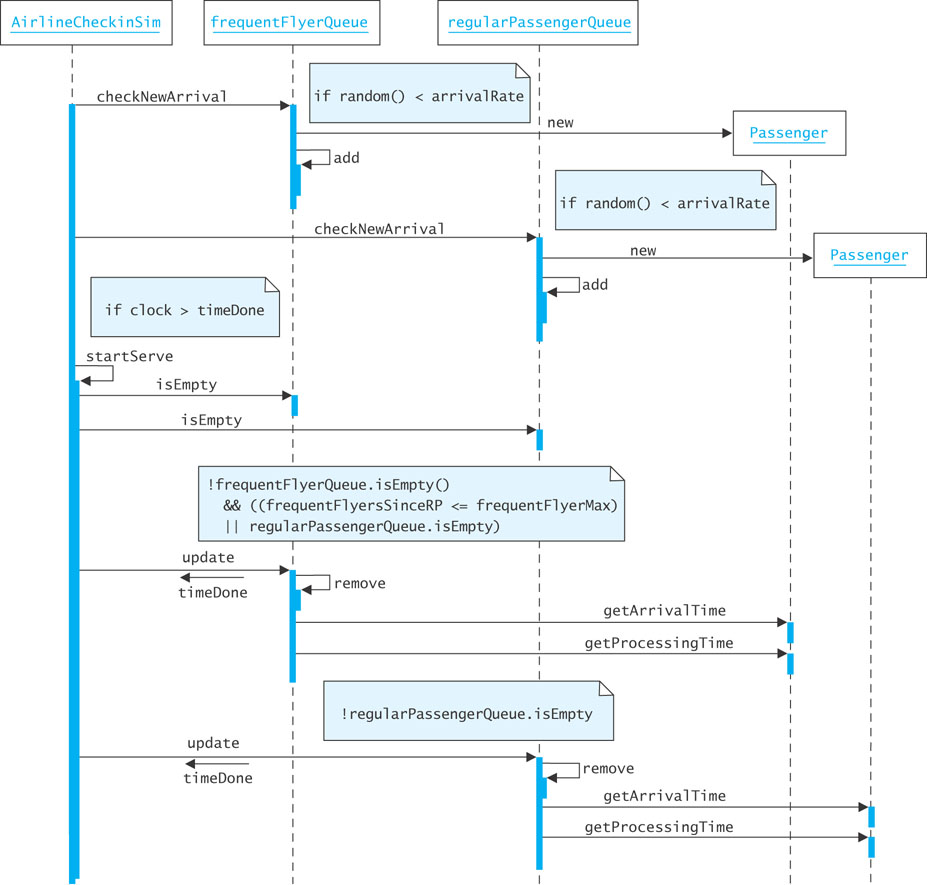 AirlineCheckinSim
frequentFlyerQueue
regularPassengerQueue
checkNewArrival
if random() < arrivalRate
new
Passenger
add
if random() < arrivalRate
checkNewArrival
new
Passenger
add
if clock > timeDone
startServe
isEmpty
isEmpty
!frequentFlyerQueue.isEmpty()
&& ((frequentFlyersSinceRP <= frequentFlyerMax)
|| regularPassengerQueue.isEmpty)
update
timeDone
remove
getArrivalTime
getProcessingTime
!regularPassengerQueue.isEmpty
update
timeDone
remove
getArrivalTime
getProcessingTime